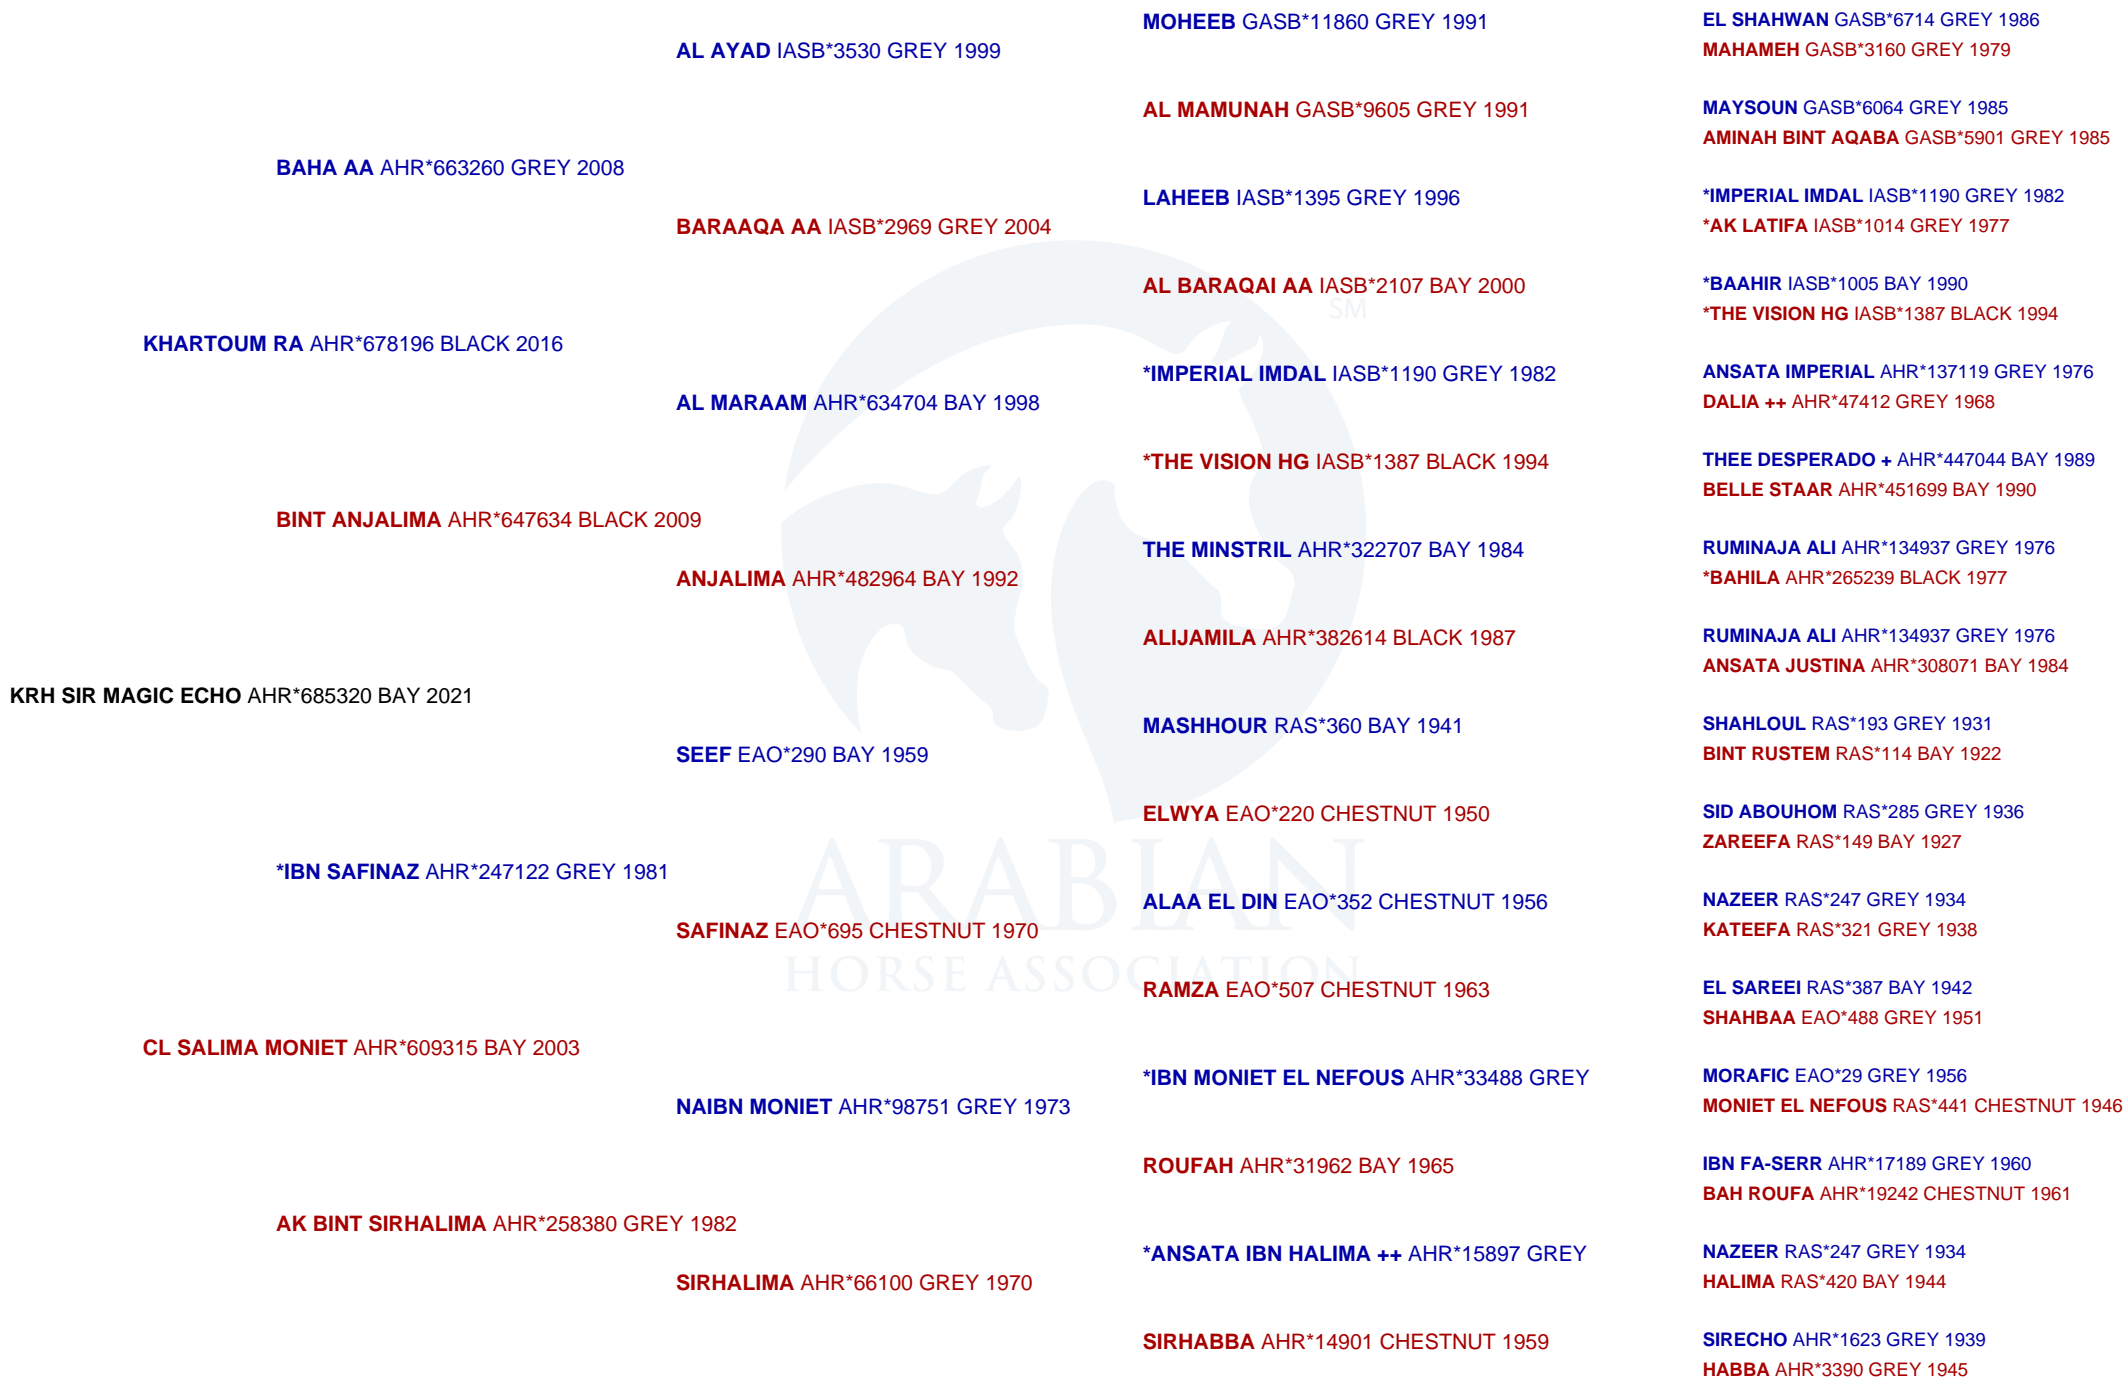 MOHEEB GASB*11860 GREY 1991
EL SHAHWAN GASB*6714 GREY 1986
AL AYAD IASB*3530 GREY 1999
MAHAMEH GASB*3160 GREY 1979
AL MAMUNAH GASB*9605 GREY 1991
MAYSOUN GASB*6064 GREY 1985
AMINAH BINT AQABA GASB*5901 GREY 1985
BAHA AA AHR*663260 GREY 2008
LAHEEB IASB*1395 GREY 1996
*IMPERIAL IMDAL IASB*1190 GREY 1982
BARAAQA AA IASB*2969 GREY 2004
*AK LATIFA IASB*1014 GREY 1977
AL BARAQAI AA IASB*2107 BAY 2000
*BAAHIR IASB*1005 BAY 1990
SM
*THE VISION HG IASB*1387 BLACK 1994
KHARTOUM RA AHR*678196 BLACK 2016
*IMPERIAL IMDAL IASB*1190 GREY 1982
ANSATA IMPERIAL AHR*137119 GREY 1976
AL MARAAM AHR*634704 BAY 1998
DALIA ++ AHR*47412 GREY 1968
*THE VISION HG IASB*1387 BLACK 1994
THEE DESPERADO + AHR*447044 BAY 1989
BELLE STAAR AHR*451699 BAY 1990
BINT ANJALIMA AHR*647634 BLACK 2009
THE MINSTRIL AHR*322707 BAY 1984
RUMINAJA ALI AHR*134937 GREY 1976
ANJALIMA AHR*482964 BAY 1992
*BAHILA AHR*265239 BLACK 1977
ALIJAMILA AHR*382614 BLACK 1987
RUMINAJA ALI AHR*134937 GREY 1976
ANSATA JUSTINA AHR*308071 BAY 1984
KRH SIR MAGIC ECHO AHR*685320 BAY 2021
MASHHOUR RAS*360 BAY 1941
SHAHLOUL RAS*193 GREY 1931
SEEF EAO*290 BAY 1959
BINT RUSTEM RAS*114 BAY 1922
ELWYA EAO*220 CHESTNUT 1950
SID ABOUHOM RAS*285 GREY 1936
ZAREEFA RAS*149 BAY 1927
*IBN SAFINAZ AHR*247122 GREY 1981
ARABIAN
ALAA EL DIN EAO*352 CHESTNUT 1956
NAZEER RAS*247 GREY 1934
SAFINAZ EAO*695 CHESTNUT 1970
KATEEFA RAS*321 GREY 1938
HORSE ASSOCIATION
RAMZA EAO*507 CHESTNUT 1963
EL SAREEI RAS*387 BAY 1942
SHAHBAA EAO*488 GREY 1951
CL SALIMA MONIET AHR*609315 BAY 2003
*IBN MONIET EL NEFOUS AHR*33488 GREY
MORAFIC EAO*29 GREY 1956
NAIBN MONIET AHR*98751 GREY 1973
MONIET EL NEFOUS RAS*441 CHESTNUT 1946
ROUFAH AHR*31962 BAY 1965
IBN FA-SERR AHR*17189 GREY 1960
BAH ROUFA AHR*19242 CHESTNUT 1961
AK BINT SIRHALIMA AHR*258380 GREY 1982
*ANSATA IBN HALIMA ++ AHR*15897 GREY
NAZEER RAS*247 GREY 1934
SIRHALIMA AHR*66100 GREY 1970
HALIMA RAS*420 BAY 1944
SIRHABBA AHR*14901 CHESTNUT 1959
SIRECHO AHR*1623 GREY 1939
HABBA AHR*3390 GREY 1945